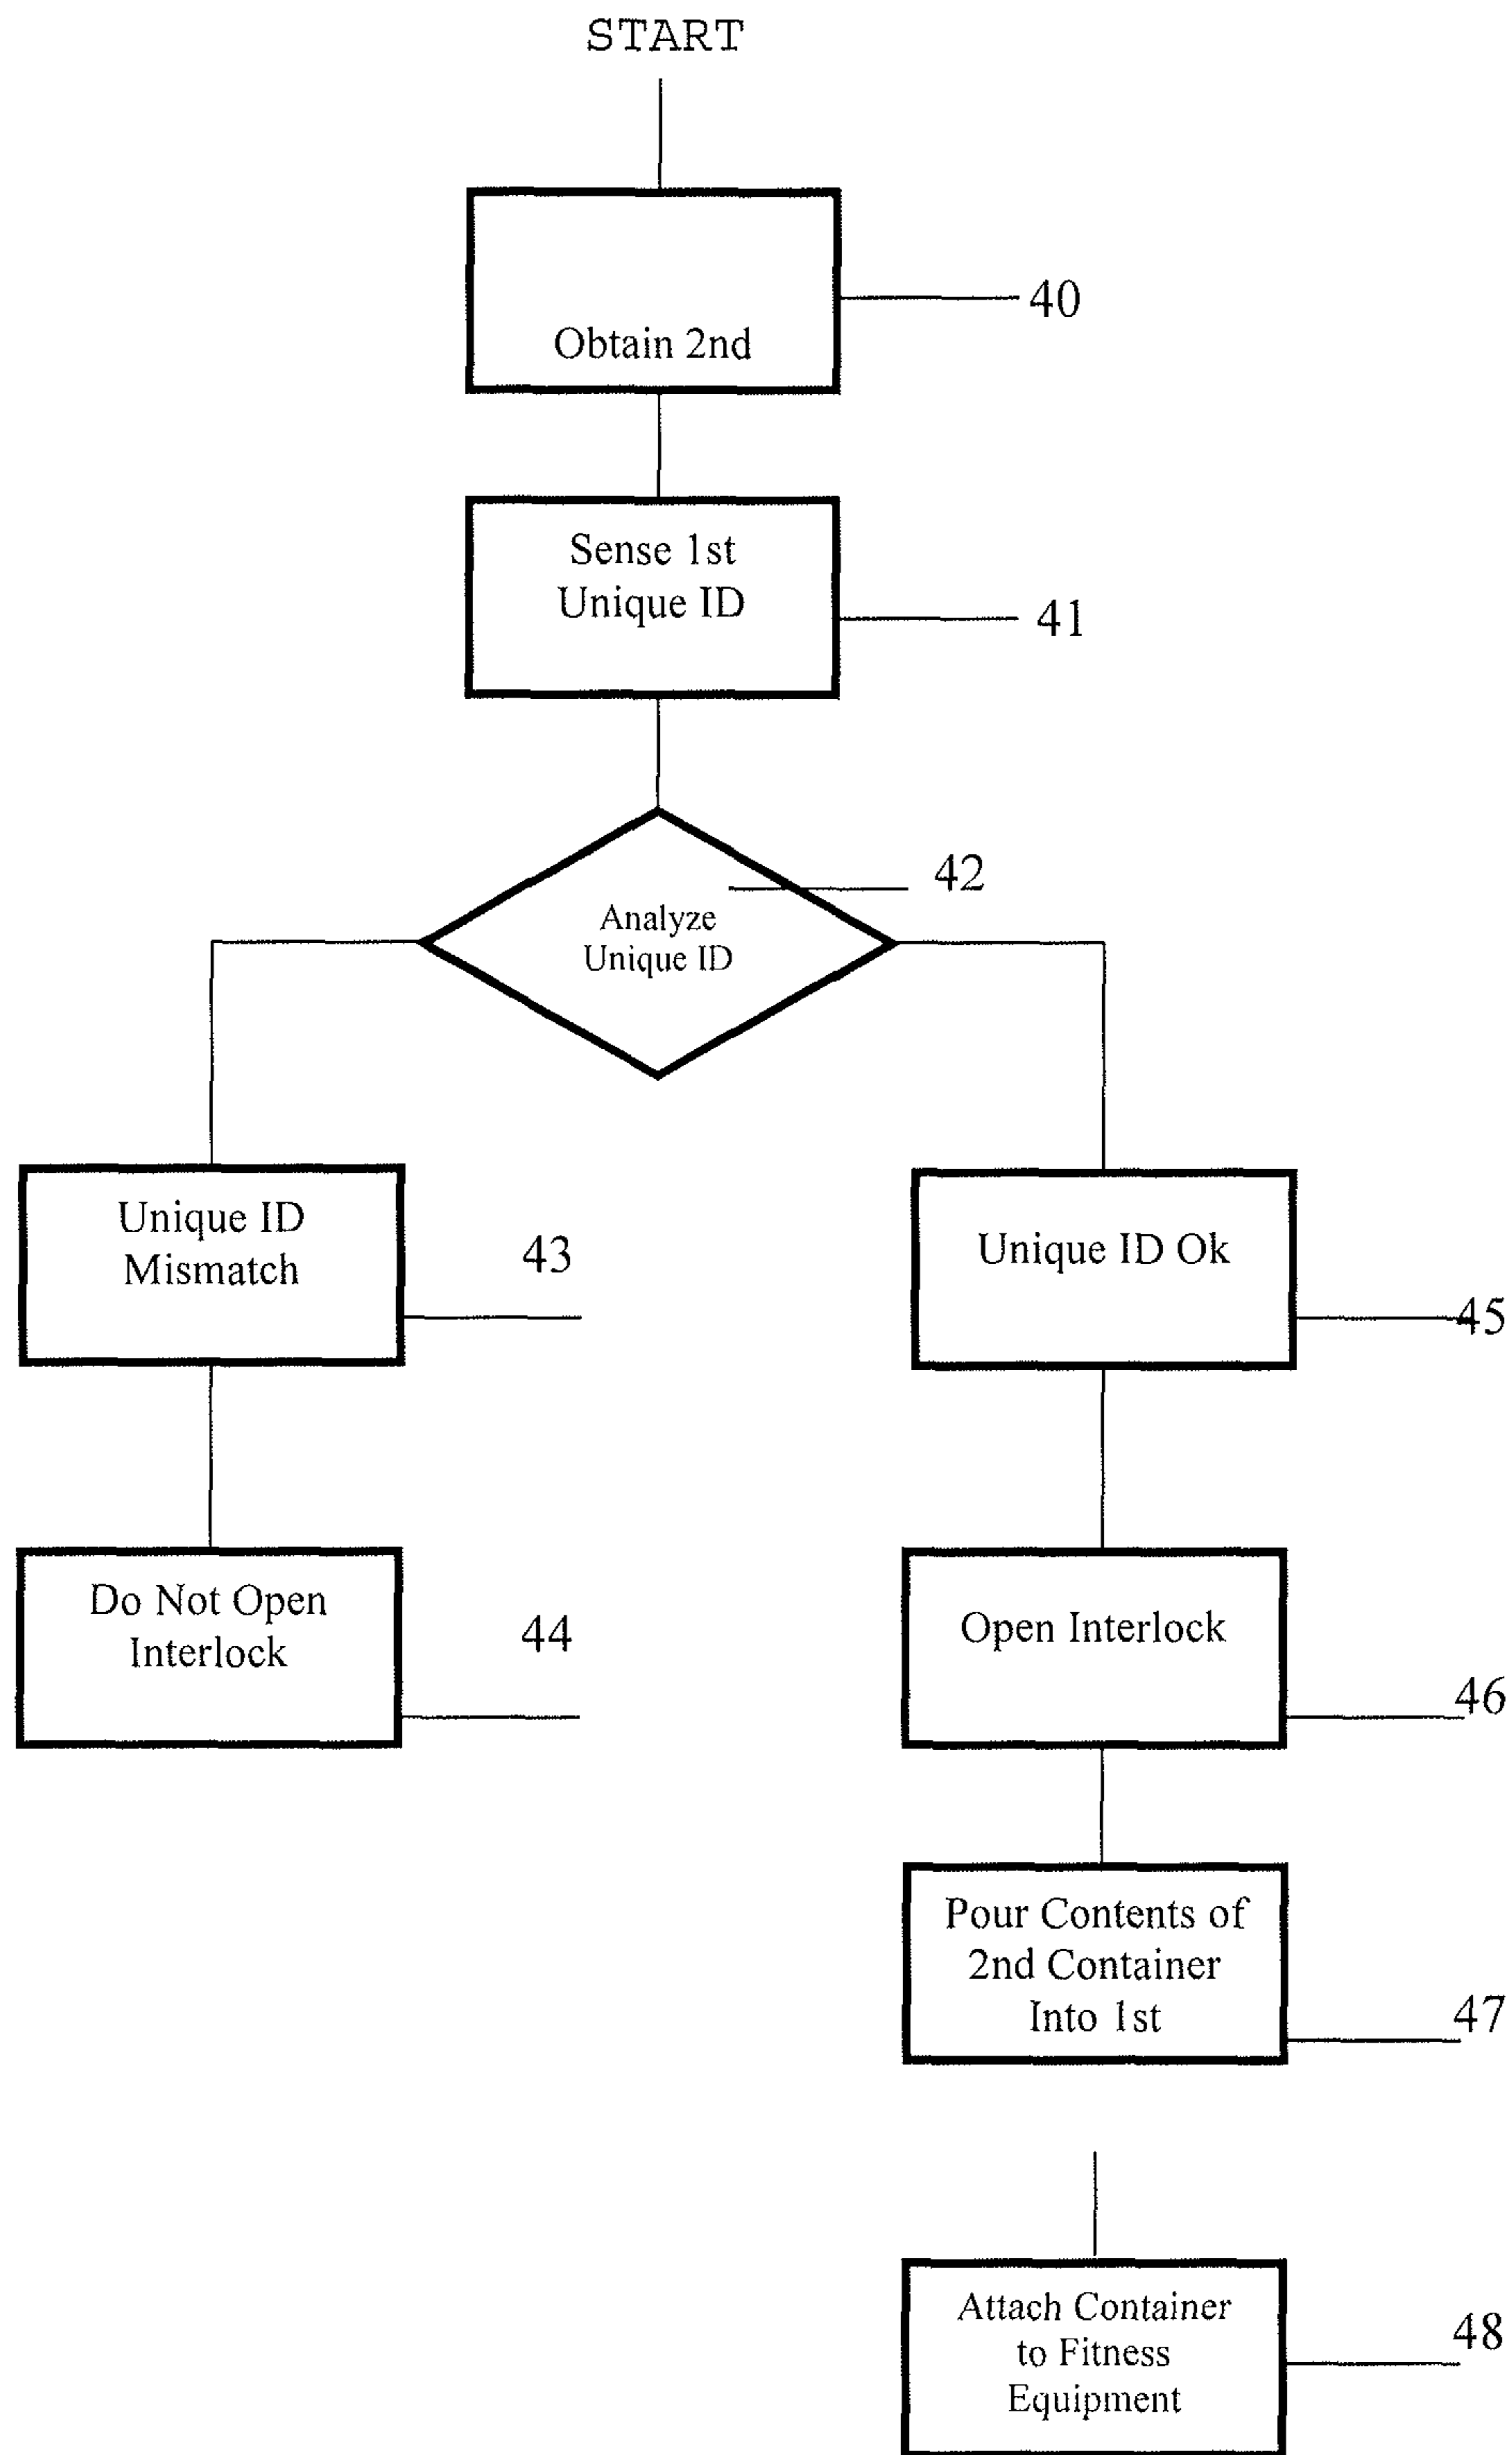 START
Obtain 2nd
40
Sense 1st
Unique ID
41
42
Analyze
Unique ID
Unique ID
Mismatch
43
Unique ID Ok
45
Do Not Open
Interlock
44
Open Interlock
46
Pour Contents of
2nd Container
Into 1st
47
Attach Container
to Fitness
Equipment
48